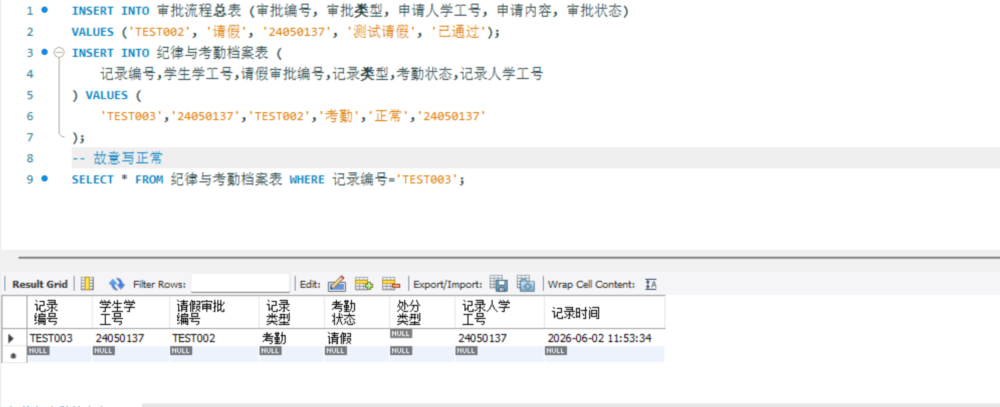 1 INSERT INTO 审批流程总表 (审批编号, 审批类型, 申请人学工号, 申请内容, 审批状态)
2 VALUES ('TEST002', '请假', '24050137', '测试请假', '已通过');
3 INSERT INTO 纪律与考勤档案表 (
4 记录编号,学生学工号,请假审批编号,记录类型,考勤状态,记录人学工号
5 ) VALUES (
6 'TEST003','24050137','TEST002','考勤','正常','24050137'
7 );
8 -- 故意写正常
9 SELECT * FROM 纪律与考勤档案表 WHERE 记录编号='TEST003';
Result Grid Filter Rows: Edit: Export/Import: Wrap Cell Content: IA
记录 学生学 请假审批 记录 考勤 处分 记录人学 记录时间
编号 工号 编号 类型 状态 类型 工号
TEST003 24050137 TEST002 考勤 请假 NULL 24050137 2026-06-02 11:53:34
NULL NULL NULL NULL NULL NULL NULL NULL